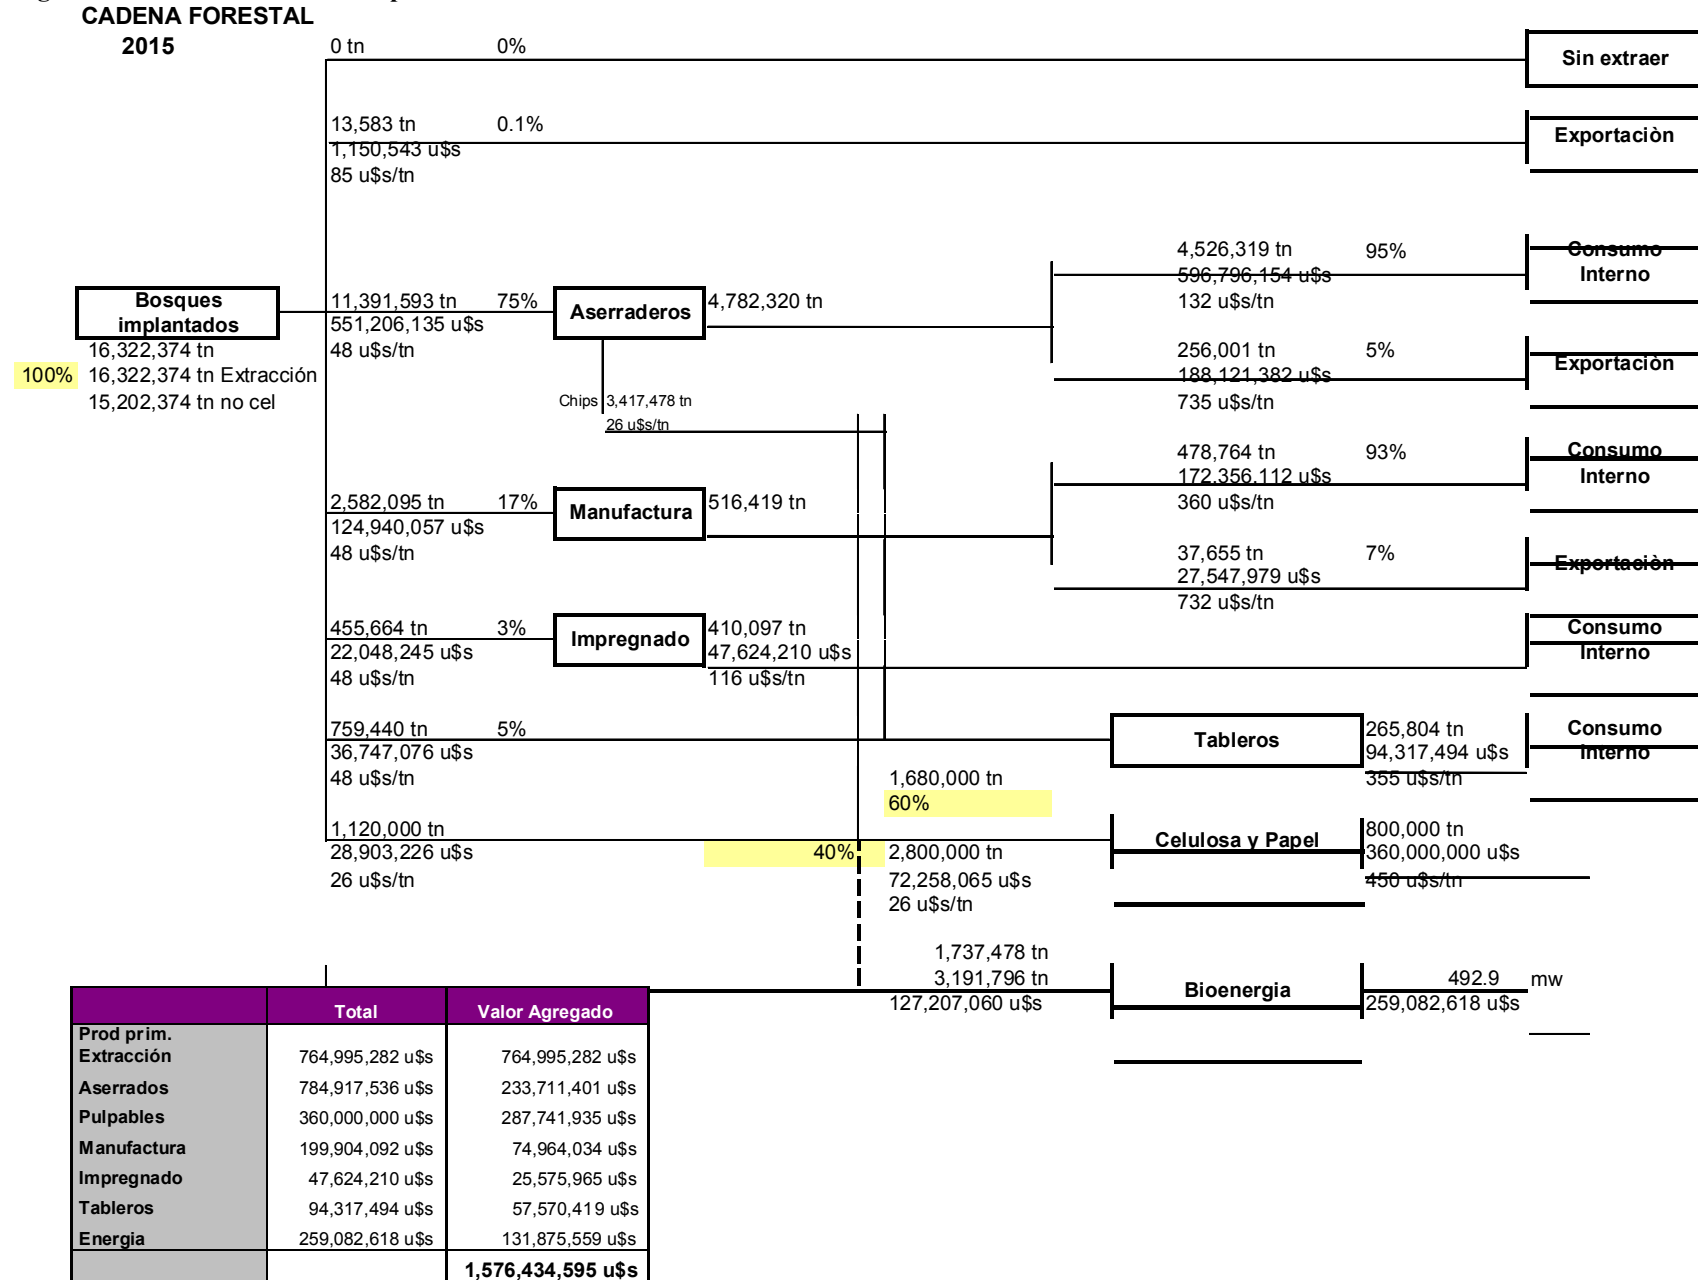 CADENA FORESTAL
2015
0 tn 0%
Sin extraer
13,583 tn 0.1%
1,150,543 u$s
85 u$s/tn
Exportaciòn
Bosques
implantados
16,322,374 tn
100% 16,322,374 tn Extracción
15,202,374 tn no cel
11,391,593 tn 75%
551,206,135 u$s
48 u$s/tn
Aserraderos
4,782,320 tn
4,526,319 tn 95%
596,796,154 u$s
132 u$s/tn
Consumo
Interno
256,001 tn 5%
188,121,382 u$s
735 u$s/tn
Exportaciòn
Chips 3,417,478 tn
26 u$s/tn
2,582,095 tn 17%
124,940,057 u$s
48 u$s/tn
Manufactura
516,419 tn
478,764 tn 93%
172,356,112 u$s
360 u$s/tn
Consumo
Interno
37,655 tn 7%
27,547,979 u$s
732 u$s/tn
Exportaciòn
455,664 tn 3%
22,048,245 u$s
48 u$s/tn
Impregnado
410,097 tn
47,624,210 u$s
116 u$s/tn
Consumo
Interno
759,440 tn 5%
36,747,076 u$s
48 u$s/tn
Tableros
265,804 tn
94,317,494 u$s
355 u$s/tn
Consumo
Interno
1,680,000 tn
60%
1,120,000 tn
28,903,226 u$s
26 u$s/tn
40%
2,800,000 tn
72,258,065 u$s
26 u$s/tn
Celulosa y Papel
800,000 tn
360,000,000 u$s
450 u$s/tn
1,737,478 tn
3,191,796 tn
127,207,060 u$s
Bioenergia
492.9 mw
259,082,618 u$s
Total Valor Agregado
Prod prim.
Extracción 764,995,282 u$s 764,995,282 u$s
Aserrados 784,917,536 u$s 233,711,401 u$s
Pulpables 360,000,000 u$s 287,741,935 u$s
Manufactura 199,904,092 u$s 74,964,034 u$s
Impregnado 47,624,210 u$s 25,575,965 u$s
Tableros 94,317,494 u$s 57,570,419 u$s
Energia 259,082,618 u$s 131,875,559 u$s
1,576,434,595 u$s